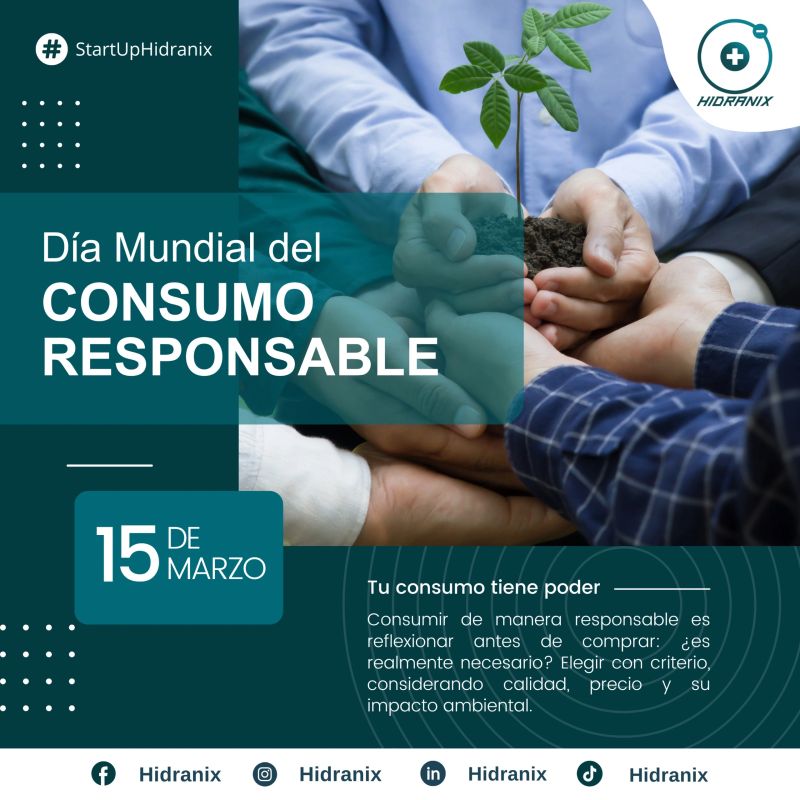 # StartUpHidranix
HIDRANIX
Día Mundial del
CONSUMO
RESPONSABLE
15 DE
MARZO
Tu consumo tiene poder
Consumir de manera responsable es
reflexionar antes de comprar: ¿es
realmente necesario? Elegir con criterio,
considerando calidad, precio y su
impacto ambiental.
Hidranix Hidranix Hidranix Hidranix